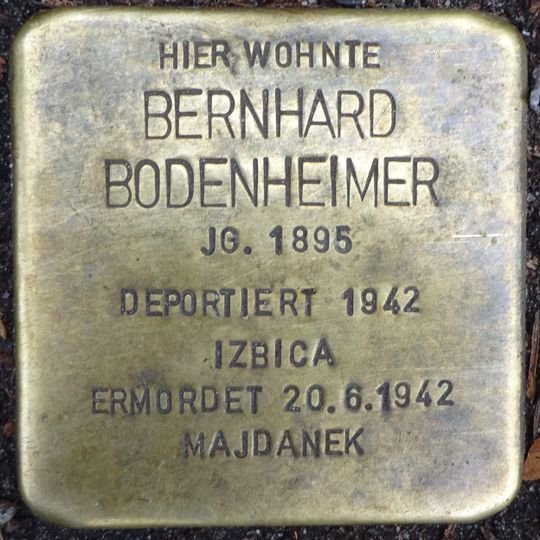 HIER WOHNTE
BERNHARD
BODENHEIMER
JG. 1895
DEPORTIERT 1942
IZBICA
ERMORDET 20.6.1942
MAJDANEK